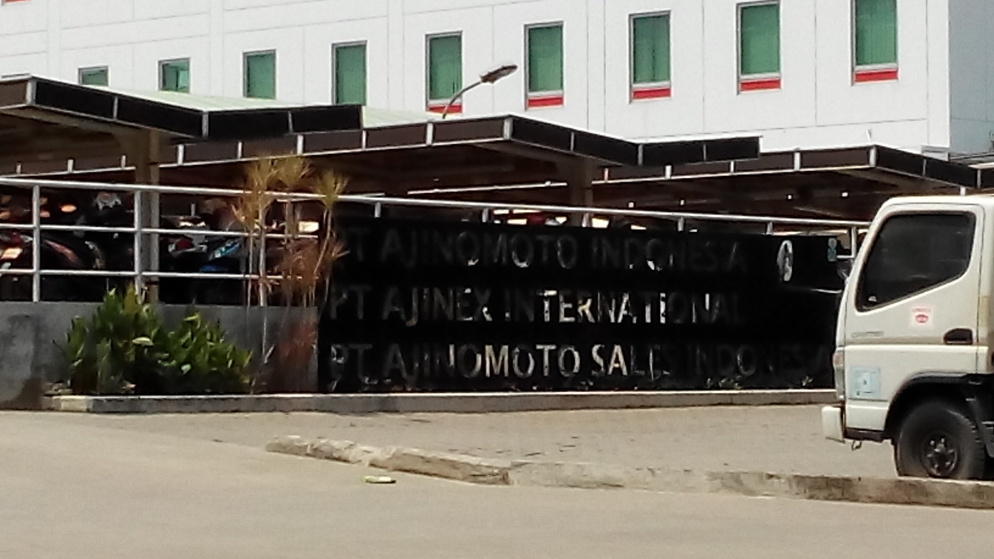 PT AJINOMOTO INDONESIA
PT AJINEX INTERNATIONAL
PT AJINOMOTO SALES INDONESIA